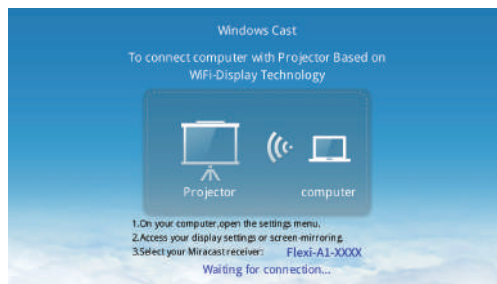 Windows Cast
To connect computer with Projector Based on
WiFi-Display Technology
Projector
computer
1.On your computer,open the settings menu.
2.Access your display settings or screen-mirroring.
3.Select your Miracast receiver: Flexi-A1-XXXX
Waiting for connection...